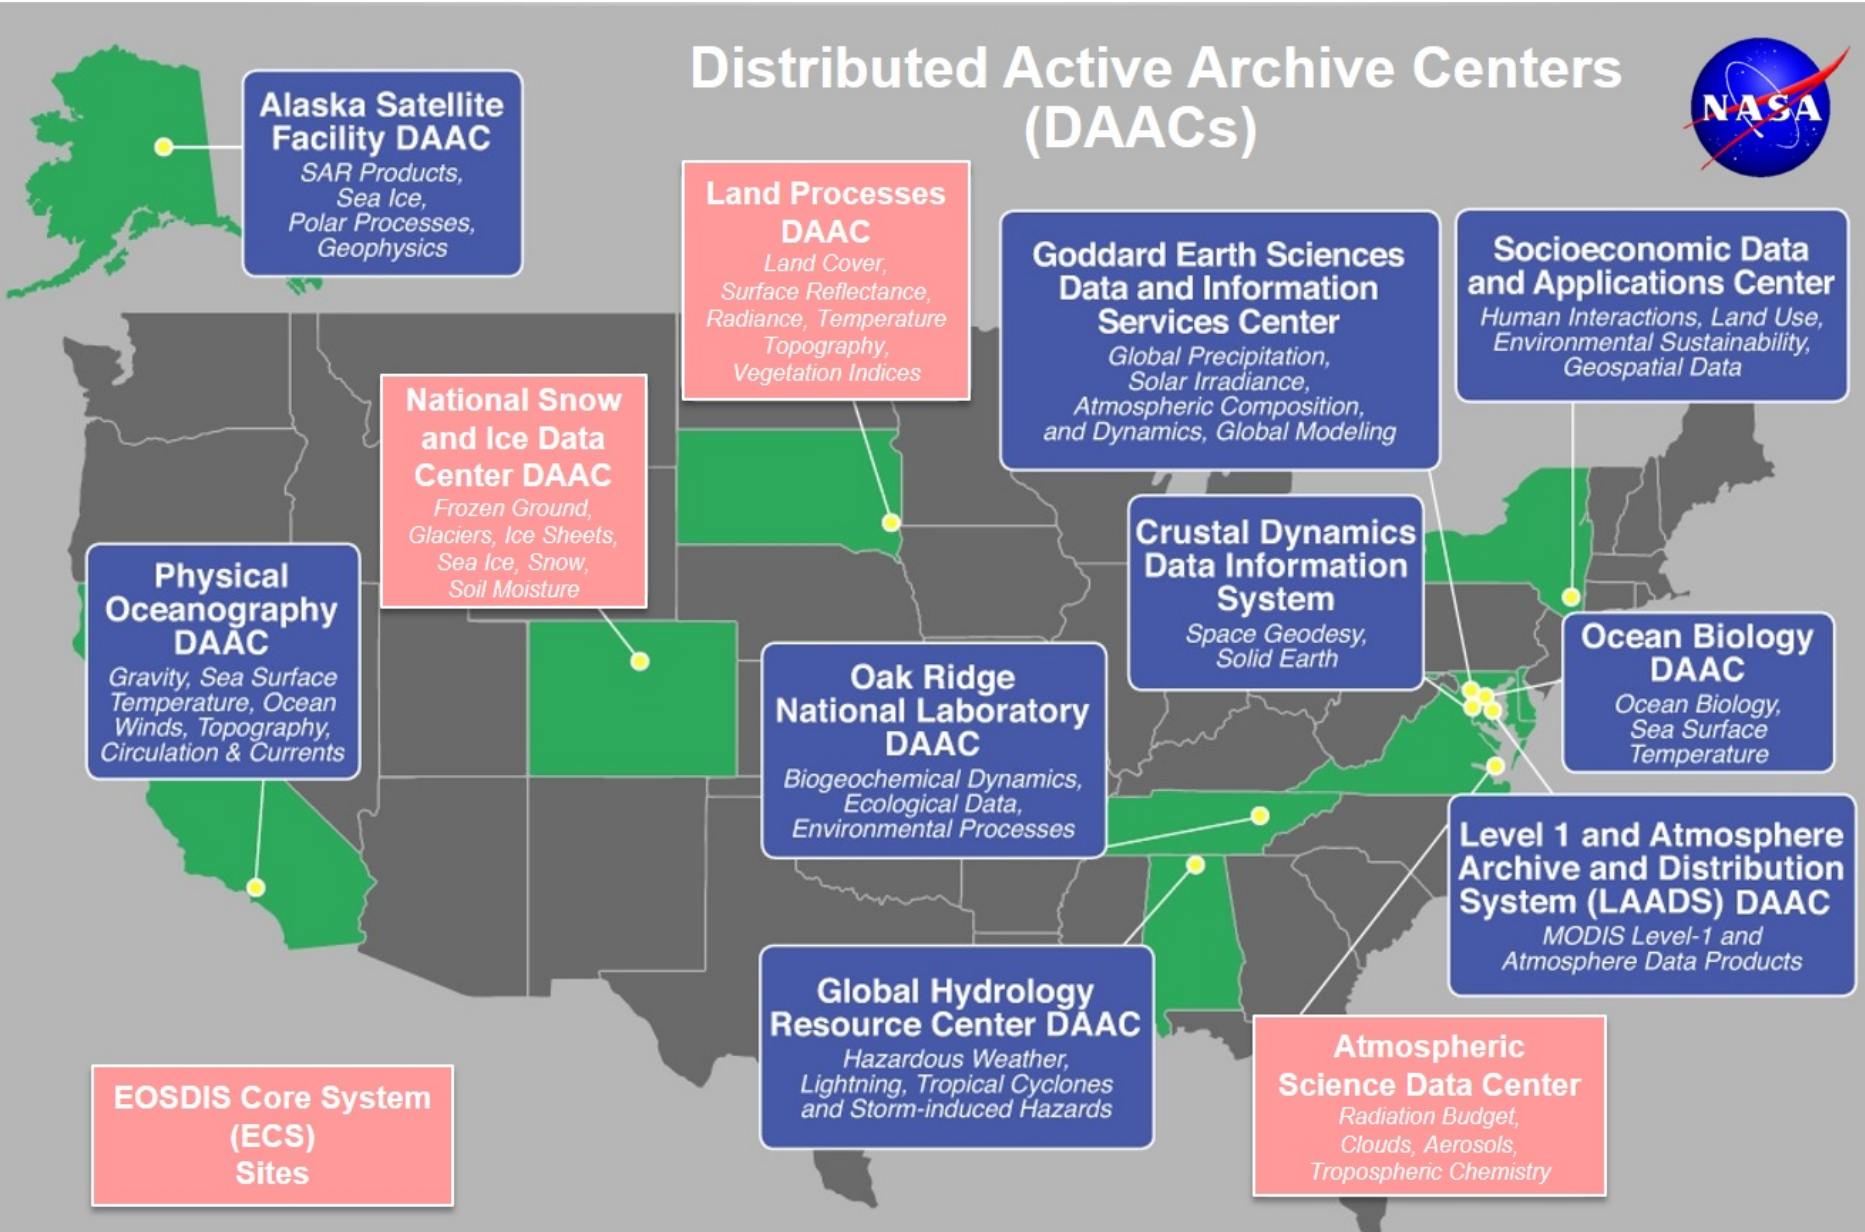 Distributed Active Archive Centers
(DAACs)
NASA
Alaska Satellite
Facility DAAC
SAR Products,
Sea Ice,
Polar Processes,
Geophysics
Land Processes
DAAC
Land Cover,
Surface Reflectance,
Radiance, Temperature
Topography,
Vegetation Indices
Goddard Earth Sciences
Data and Information
Services Center
Global Precipitation,
Solar Irradiance,
Atmospheric Composition,
and Dynamics, Global Modeling
Socioeconomic Data
and Applications Center
Human Interactions, Land Use,
Environmental Sustainability,
Geospatial Data
National Snow
and Ice Data
Center DAAC
Frozen Ground,
Glaciers, Ice Sheets,
Sea Ice, Snow,
Soil Moisture
Crustal Dynamics
Data Information
System
Space Geodesy,
Solid Earth
Physical
Oceanography
DAAC
Gravity, Sea Surface
Temperature, Ocean
Winds, Topography,
Circulation & Currents
Oak Ridge
National Laboratory
DAAC
Biogeochemical Dynamics,
Ecological Data,
Environmental Processes
Ocean Biology
DAAC
Ocean Biology,
Sea Surface
Temperature
Level 1 and Atmosphere
Archive and Distribution
System (LAADS) DAAC
MODIS Level-1 and
Atmosphere Data Products
Global Hydrology
Resource Center DAAC
Hazardous Weather,
Lightning, Tropical Cyclones
and Storm-induced Hazards
Atmospheric
Science Data Center
Radiation Budget,
Clouds, Aerosols,
Tropospheric Chemistry
EOSDIS Core System
(ECS)
Sites